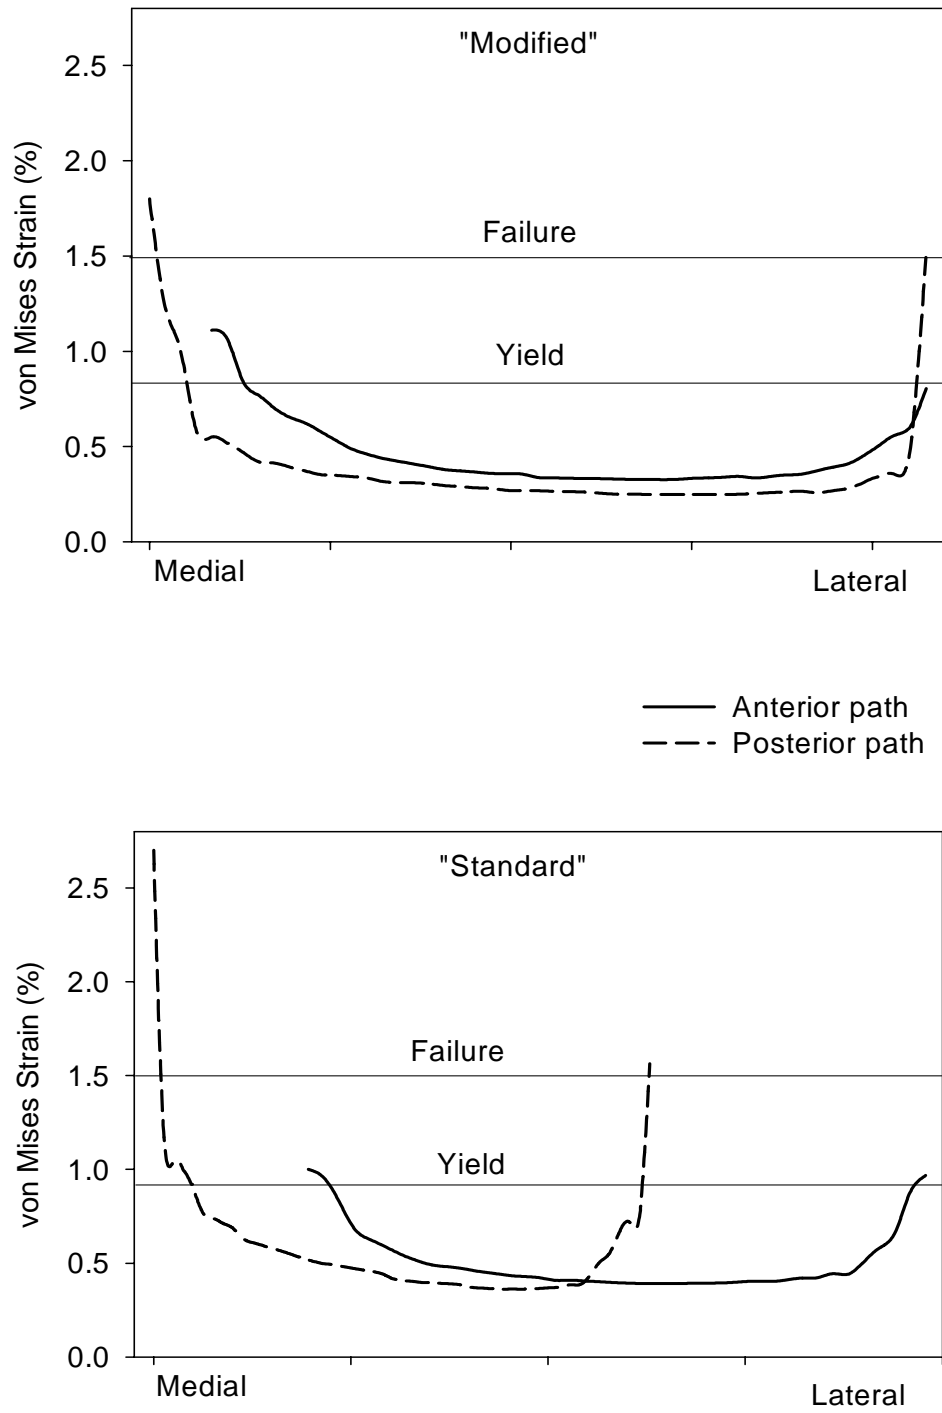 "Modified"
2.5
2.0
Failure
1.5
Yield
1.0
0.5
0.0
von Mises Strain (%)
Medial
Lateral
Anterior path
Posterior path
"Standard"
2.5
2.0
Failure
1.5
Yield
1.0
0.5
0.0
von Mises Strain (%)
Medial
Lateral